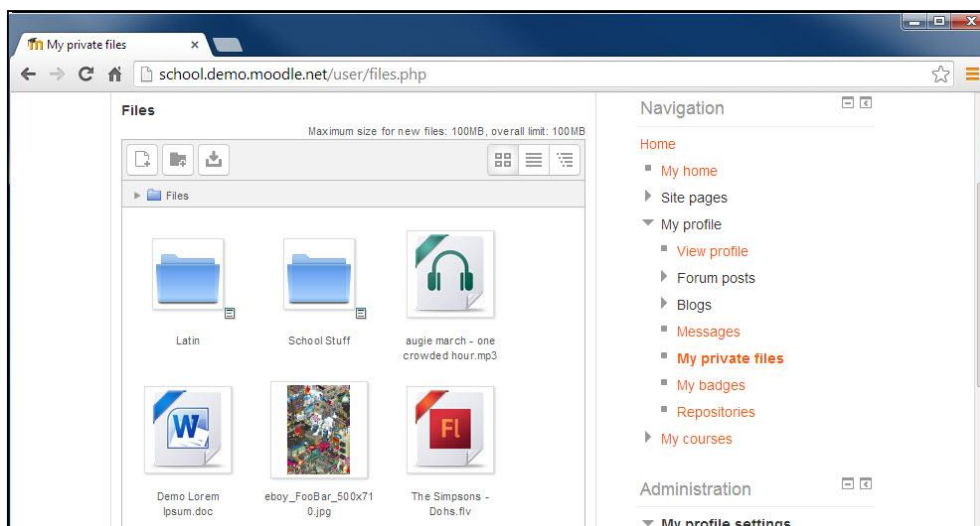 My private files
school.demo.moodle.net/user/files.php
Files
Maximum size for new files: 100MB, overall limit: 100MB
Files
Latin
School Stuff
augie march - one
crowded hour.mp3
W
FL
Demo Lorem
Ipsum.doc
eboy_FooBar_500x71
0.jpg
The Simpsons -
Dohs.flv
Navigation
Home
My home
Site pages
My profile
View profile
Forum posts
Blogs
Messages
My private files
My badges
Repositories
My courses
Administration
My profile settings